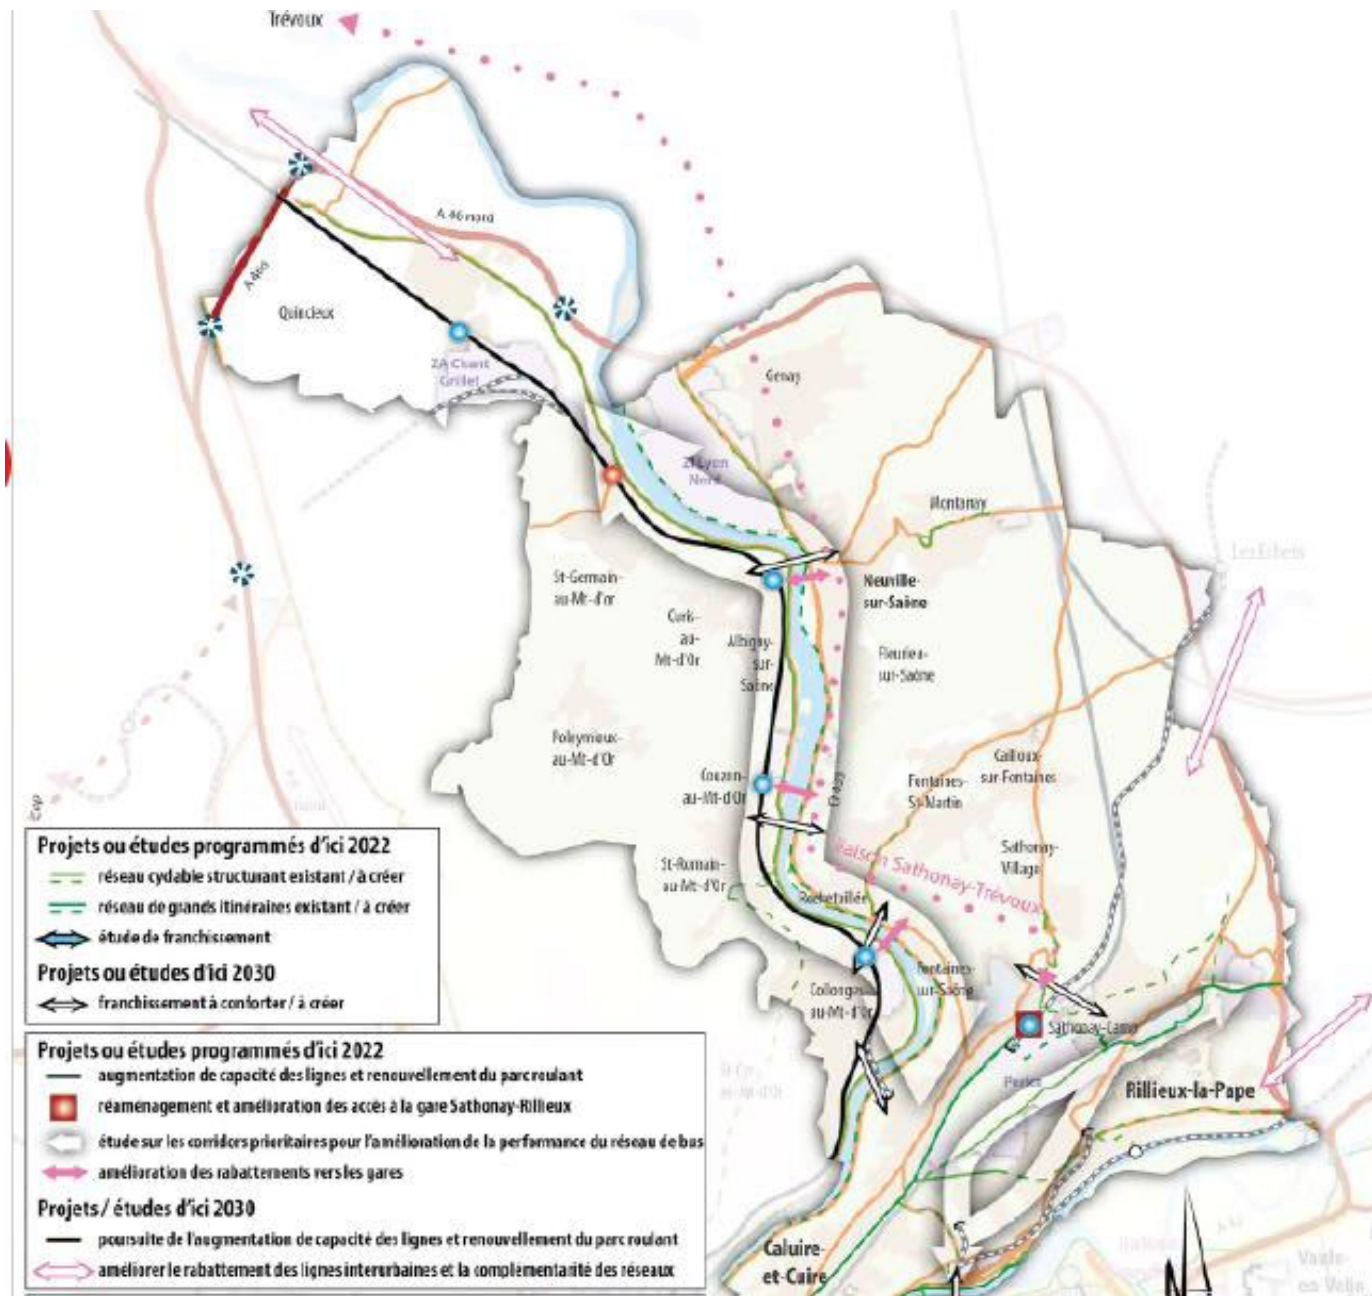 Trévoux
A 46 nord
A 466
Quincieux
ZA Chant
Grillet
Genay
ZI Lyon
Nord
Montanay
Les Echets
St-Germain-
au-Mt-d'or
Neuville-
sur-Saône
Curis-
au-
Mt-d'Or
Albigny-
sur-
Saône
Fleurieu-
sur-Saône
Poleymieux-
au-Mt-d'Or
Couzon-
au-Mt-d'Or
Cailloux-
sur-Fontaines
Fontaines-
St-Martin
Sathonay-
Village
St-Romain-
au-Mt-d'Or
Rochetaillée
Liaison Sathonay-Trévoux
Fontaines-
sur-Saône
Collonges-
au-Mt-d'Or
Sathonay-Camp
Rillieux-la-Pape
Caluire-
et-Cuire
Projets ou études programmés d'ici 2022
réseau cyclable structurant existant / à créer
réseau de grands itinéraires existant / à créer
étude de franchissement
Projets ou études d'ici 2030
franchissement à conforter / à créer
Projets ou études programmés d'ici 2022
augmentation de capacité des lignes et renouvellement du parc roulant
réaménagement et amélioration des accès à la gare Sathonay-Rillieux
étude sur les corridors prioritaires pour l'amélioration de la performance du réseau de bus
amélioration des rabattements vers les gares
Projets / études d'ici 2030
poursuite de l'augmentation de capacité des lignes et renouvellement du parc roulant
améliorer le rabattement des lignes interurbaines et la complémentarité des réseaux